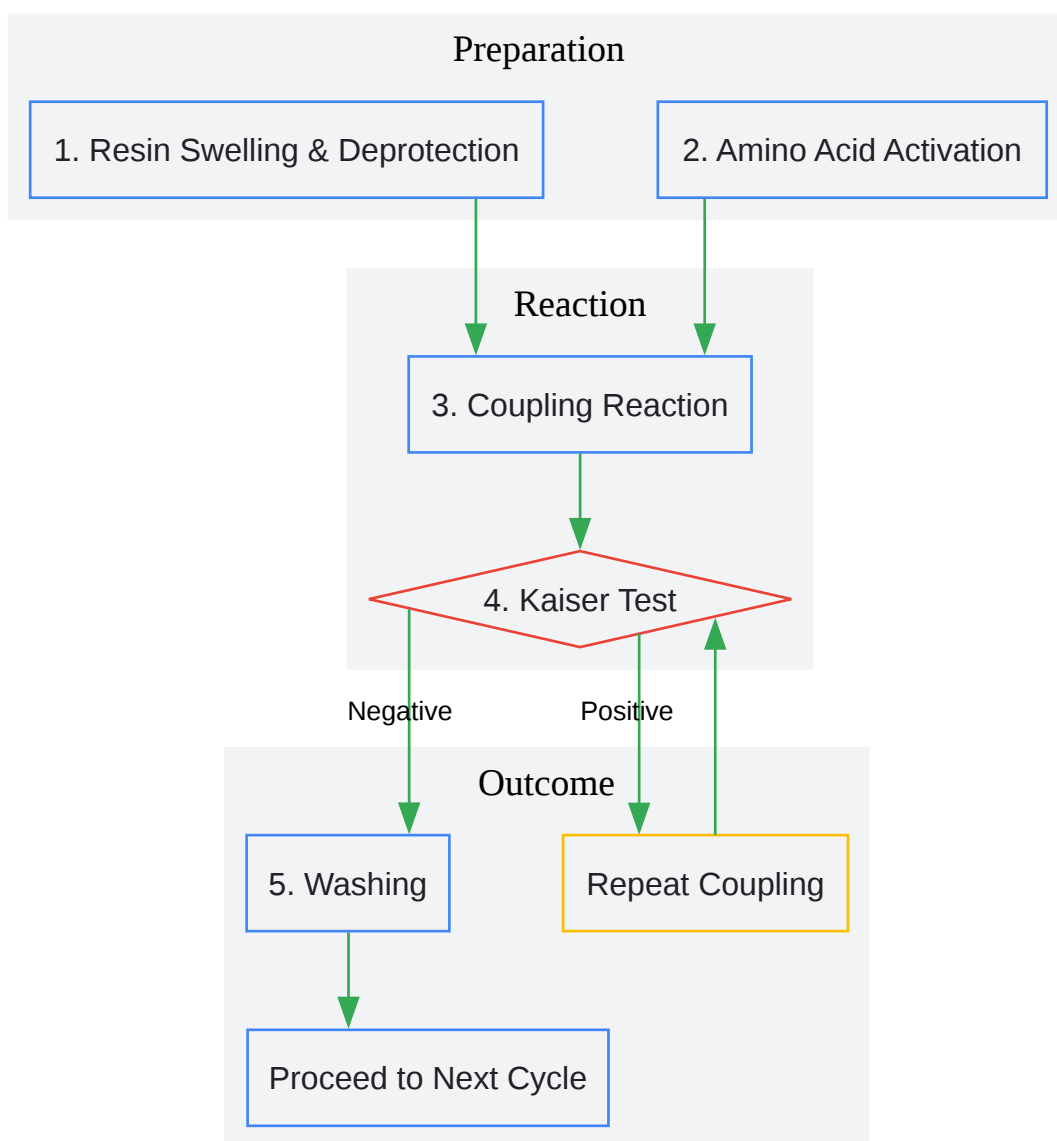 Preparation
1. Resin Swelling & Deprotection
2. Amino Acid Activation
Reaction
3. Coupling Reaction
4. Kaiser Test
Negative
Positive
Outcome
5. Washing
Repeat Coupling
Proceed to Next Cycle